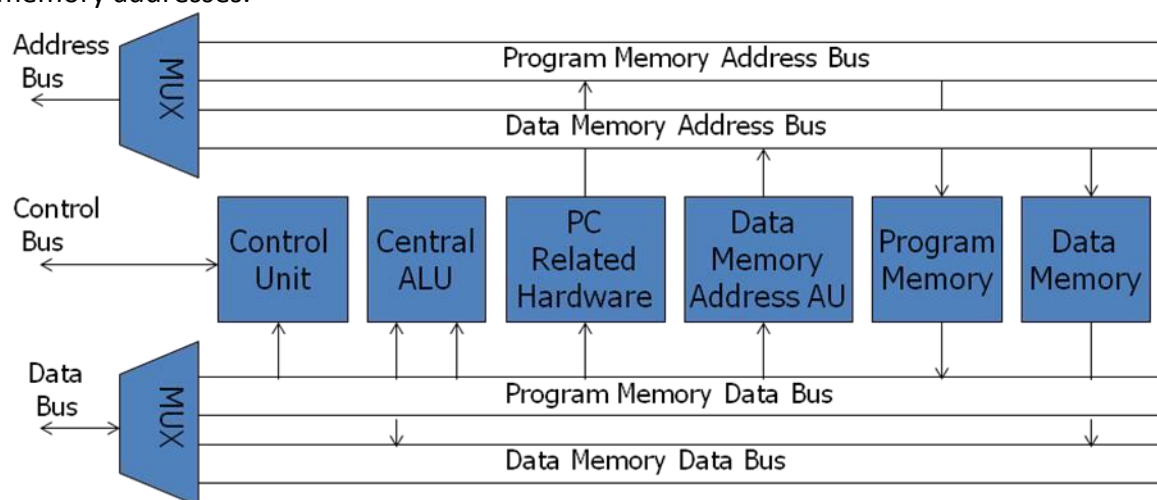 memory addresses.
Address
Bus
MUX
Program Memory Address Bus
Data Memory Address Bus
Control
Bus
Control
Unit
Central
ALU
PC
Related
Hardware
Data
Memory
Address AU
Program
Memory
Data
Memory
Data
Bus
MUX
Program Memory Data Bus
Data Memory Data Bus